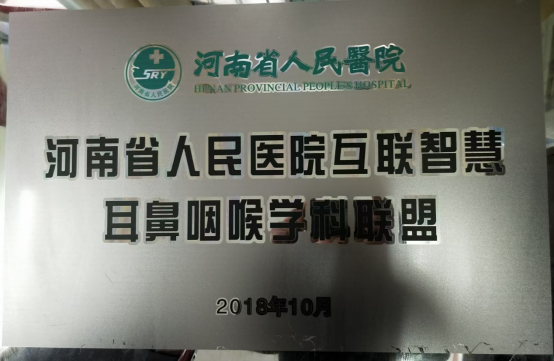 SRY
河南省人民醫院
HENAN PROVINCIAL PEOPLE'S HOSPITAL
河南省人民医院互联智慧
耳鼻咽喉学科联盟
2018年10月